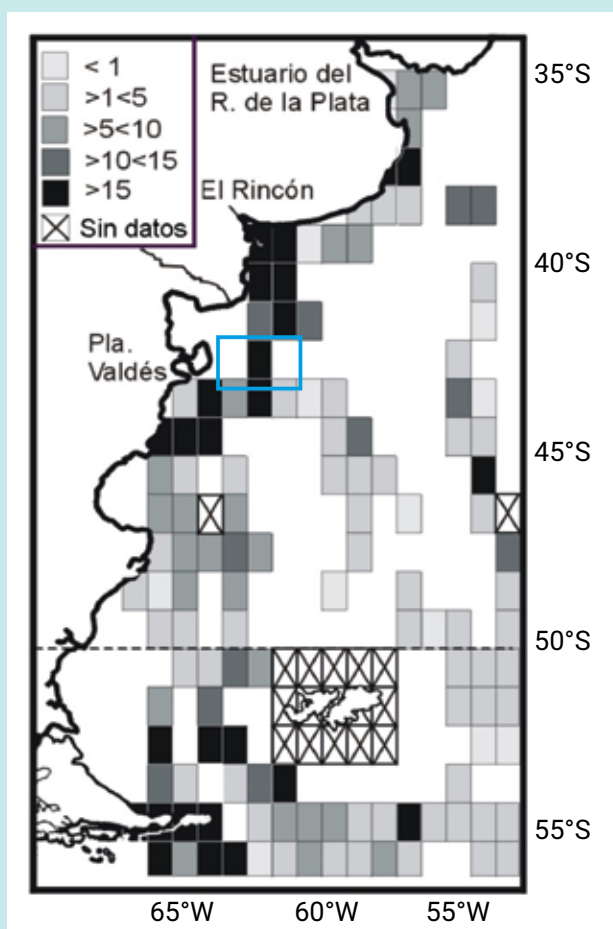 < 1
>1<5
>5<10
>10<15
>15
Sin datos
Estuario del
R. de la Plata
El Rincón
Pla.
Valdés
35°S
40°S
45°S
50°S
55°S
65°W
60°W
55°W